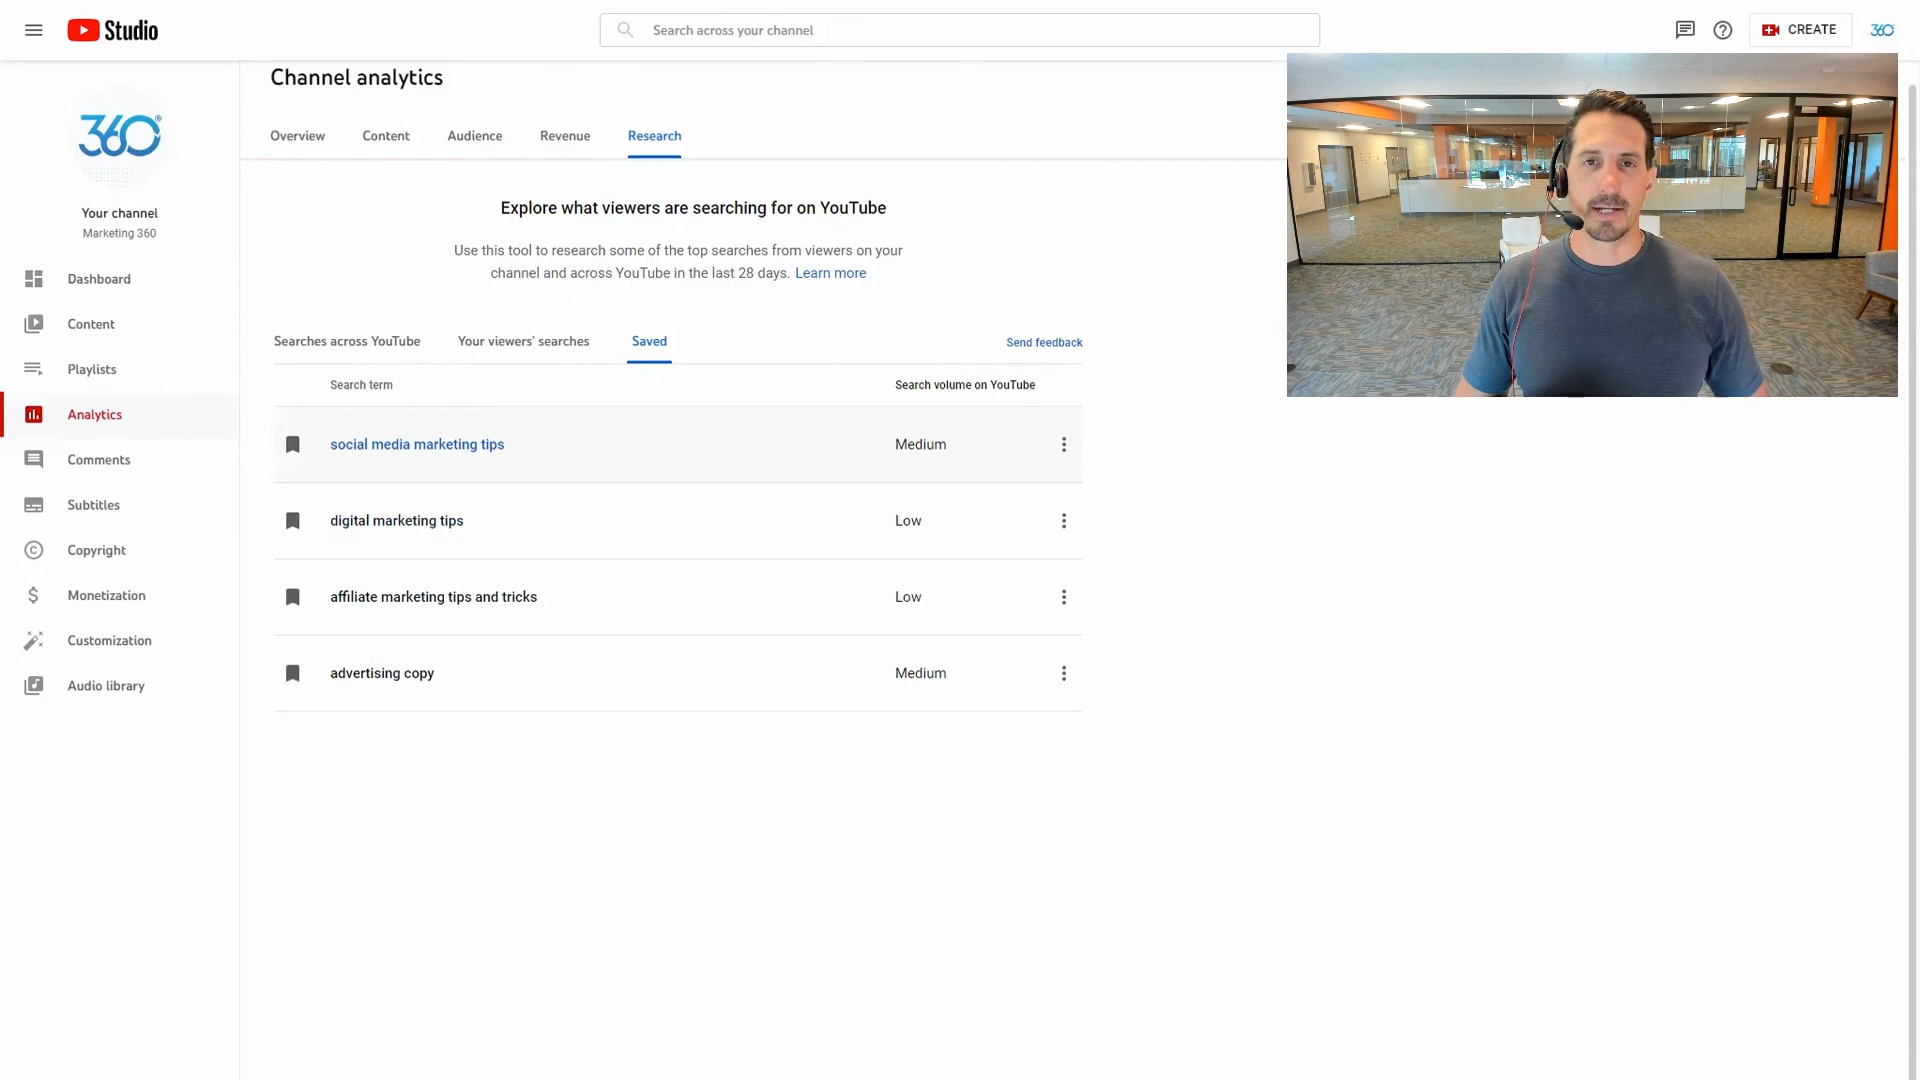 Studio
Search across your channel
CREATE
360
Channel analytics
360®
Your channel
Marketing 360
Dashboard
Content
Playlists
Analytics
Comments
Subtitles
Copyright
Monetization
Customization
Audio library
Overview
Content
Audience
Revenue
Research
Explore what viewers are searching for on YouTube
Use this tool to research some of the top searches from viewers on your
channel and across YouTube in the last 28 days. Learn more
Searches across YouTube
Your viewers' searches
Saved
Send feedback
Search term
Search volume on YouTube
social media marketing tips
Medium
digital marketing tips
Low
affiliate marketing tips and tricks
Low
advertising copy
Medium